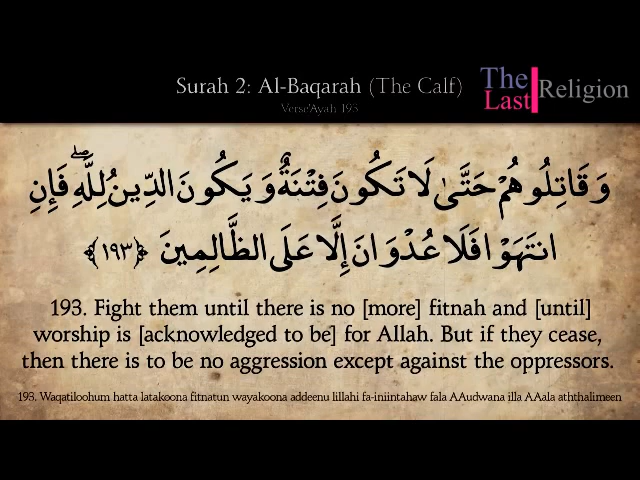 Surah 2: Al-Baqarah (The Calf)
Verse/Ayah 193
The Last Religion
وَقَاتِلُوهُمْ حَتَّىٰ لَا تَكُونَ فِتْنَةٌ وَيَكُونَ الدِّينُ لِلَّهِ ۖ فَإِنِ
انتَهَوْا فَلَا عُدْوَانَ إِلَّا عَلَى الظَّالِمِينَ ﴿١٩٣﴾
193. Fight them until there is no [more] fitnah and [until]
worship is [acknowledged to be] for Allah. But if they cease,
then there is to be no aggression except against the oppressors.
193. Waqatiloohum hatta latakoona fitnatun wayakoona addeenu lillahi fa-iniintahaw fala AAudwana illa AAala aththalimeen